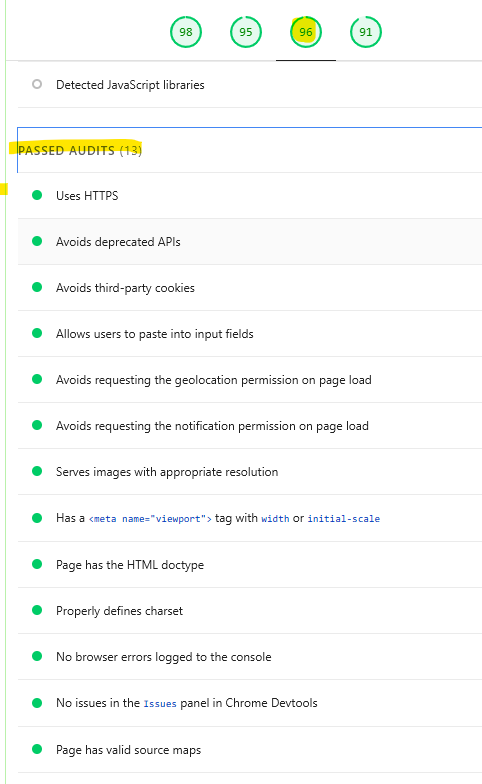 98 95 96 91
Detected JavaScript libraries
PASSED AUDITS (13)
Uses HTTPS
Avoids deprecated APIs
Avoids third-party cookies
Allows users to paste into input fields
Avoids requesting the geolocation permission on page load
Avoids requesting the notification permission on page load
Serves images with appropriate resolution
Has a <meta name="viewport"> tag with width or initial-scale
Page has the HTML doctype
Properly defines charset
No browser errors logged to the console
No issues in the Issues panel in Chrome Devtools
Page has valid source maps